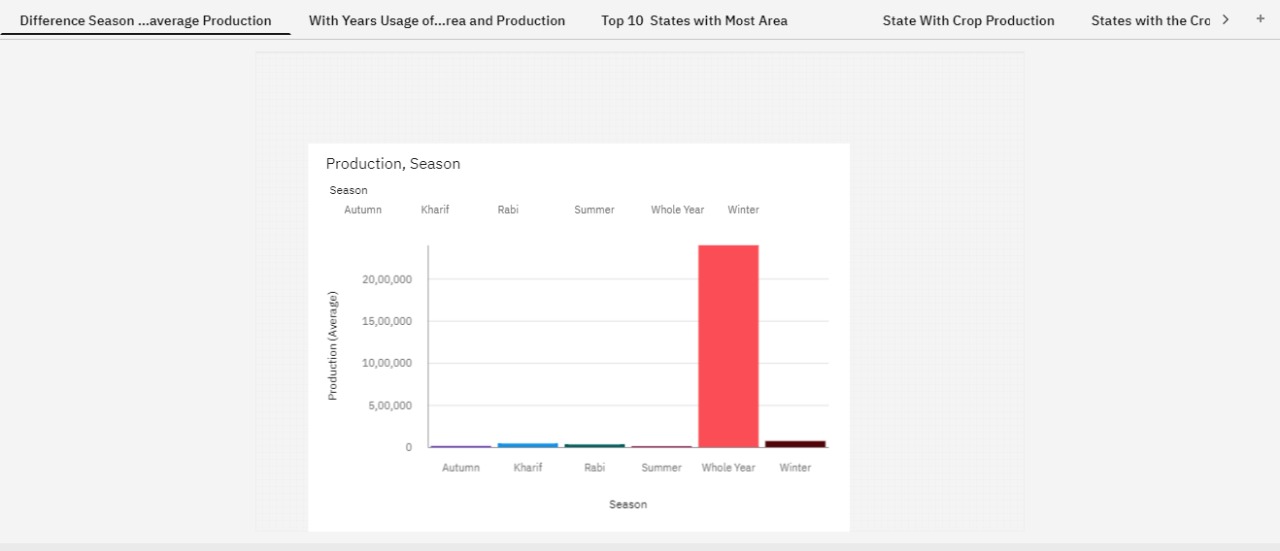 Difference Season ...average Production With Years Usage of...rea and Production Top 10 States with Most Area State With Crop Production States with the Cro
Production, Season
Season
Autumn Kharif Rabi Summer Whole Year Winter
Production (Average)
20,00,000
15,00,000
10,00,000
5,00,000
0
Autumn Kharif Rabi Summer Whole Year Winter
Season